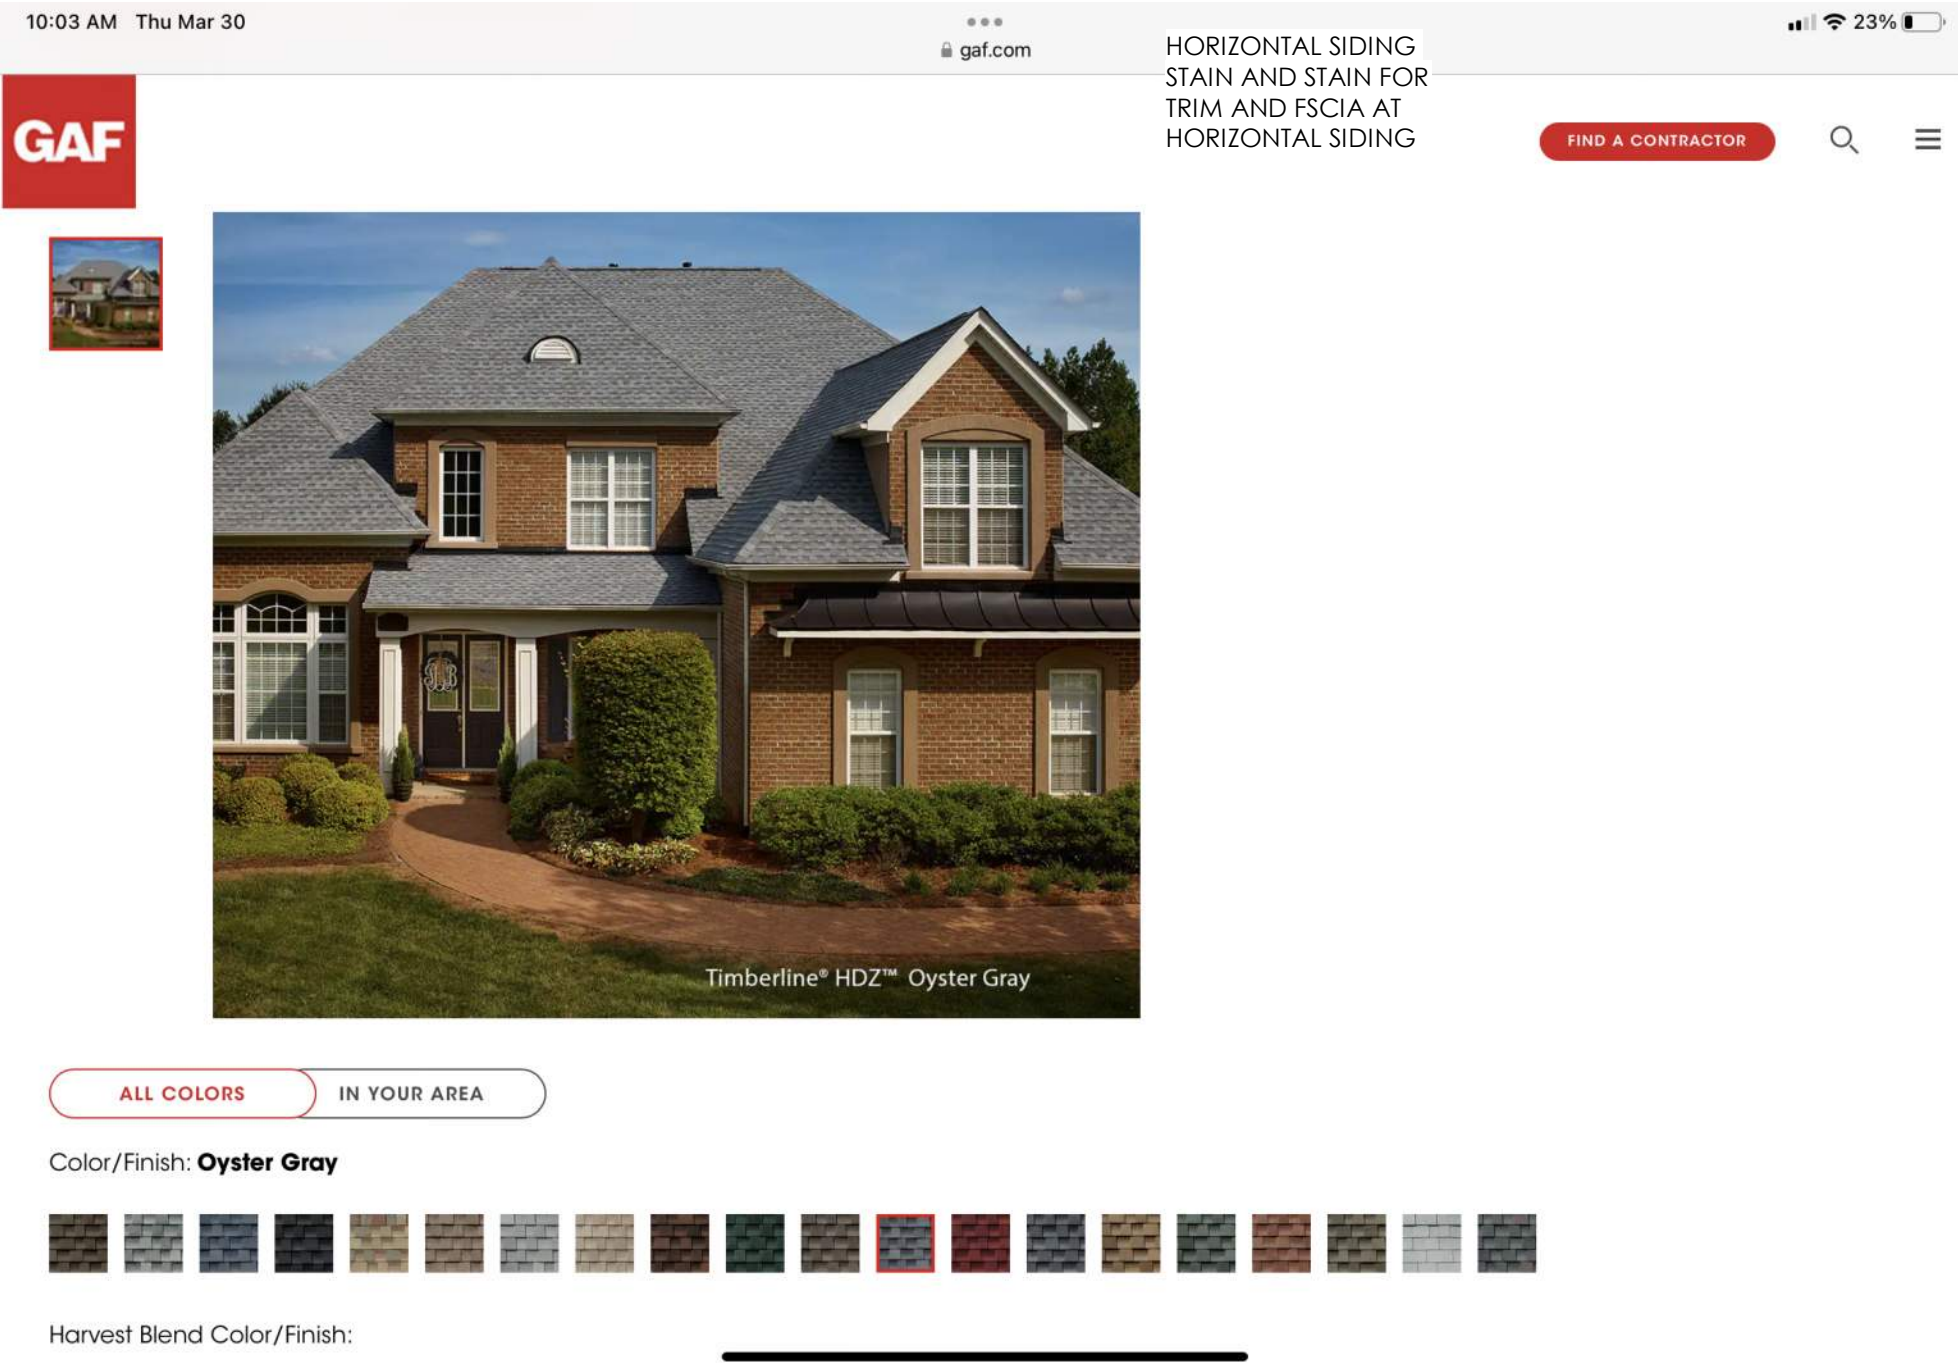 10:03 AM Thu Mar 30
gaf.com
23%
HORIZONTAL SIDING
STAIN AND STAIN FOR
TRIM AND FSCIA AT
HORIZONTAL SIDING
GAF
FIND A CONTRACTOR
Timberline® HDZ™ Oyster Gray
ALL COLORS
IN YOUR AREA
Color/Finish: Oyster Gray
Harvest Blend Color/Finish: